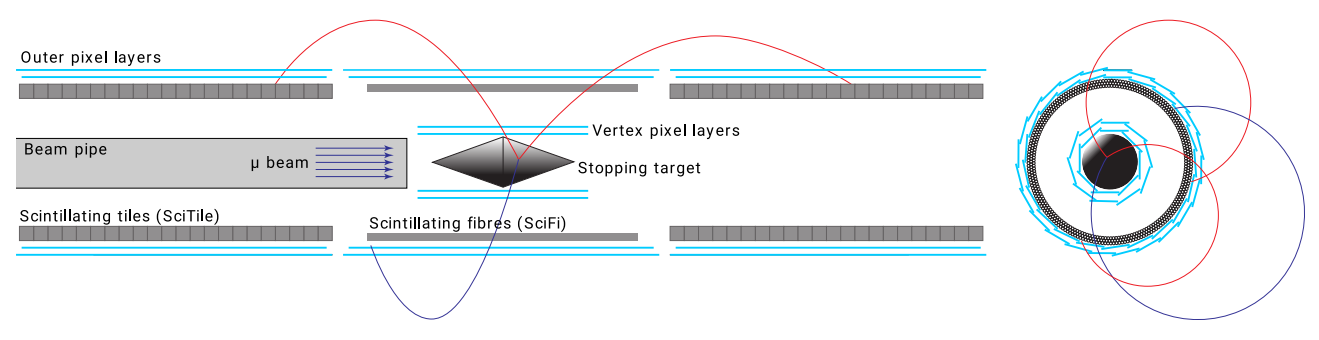 Outer pixel layers
Vertex pixel layers
Beam pipe
μ beam
Stopping target
Scintillating tiles (SciTile)
Scintillating fibres (SciFi)